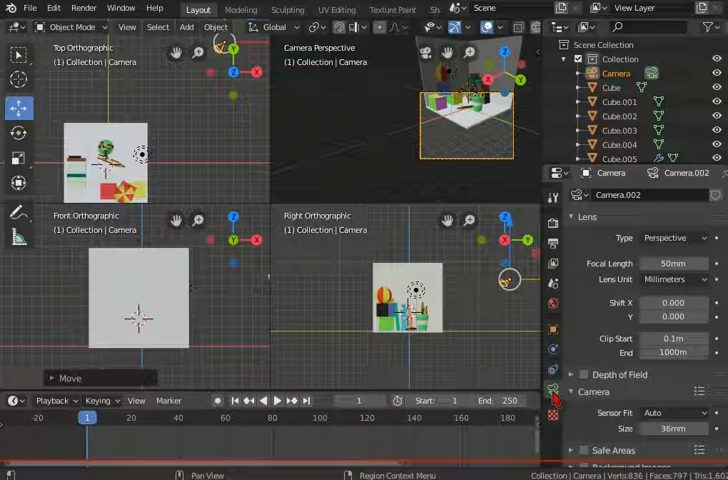 File Edit Render Window Help Layout Modeling Sculpting UV Editing Texture Paint Scene View Layer
Object Mode View Select Add Object Global
Top Orthographic
(1) Collection | Camera
Camera Perspective
(1) Collection | Camera
Front Orthographic
(1) Collection | Camera
Right Orthographic
(1) Collection | Camera
Move
Scene Collection
Collection
Camera
Cube
Cube.001
Cube.002
Cube.003
Cube.004
Cube.005
Camera Camera.002
Camera.002
Lens
Type Perspective
Focal Length 50mm
Lens Unit Millimeters
Shift X 0.000
Y 0.000
Clip Start 0.1m
End 1000m
Depth of Field
Camera
Sensor Fit Auto
Size 36mm
Safe Areas
Background Images
Playback Keying View Marker 1 Start: 1 End: 250
-20 1 20 40 60 80 100 120 140 160 180
Pan View Region Context Menu Collection | Camera | Verts:836 | Faces:797 | Tris:1,602